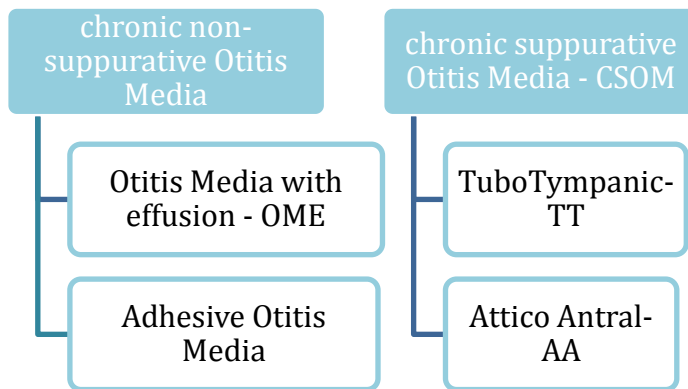 chronic non-
suppurative Otitis
Media
Otitis Media with
effusion - OME
Adhesive Otitis
Media
chronic suppurative
Otitis Media - CSOM
TuboTympanic-
TT
Attico Antral-
AA